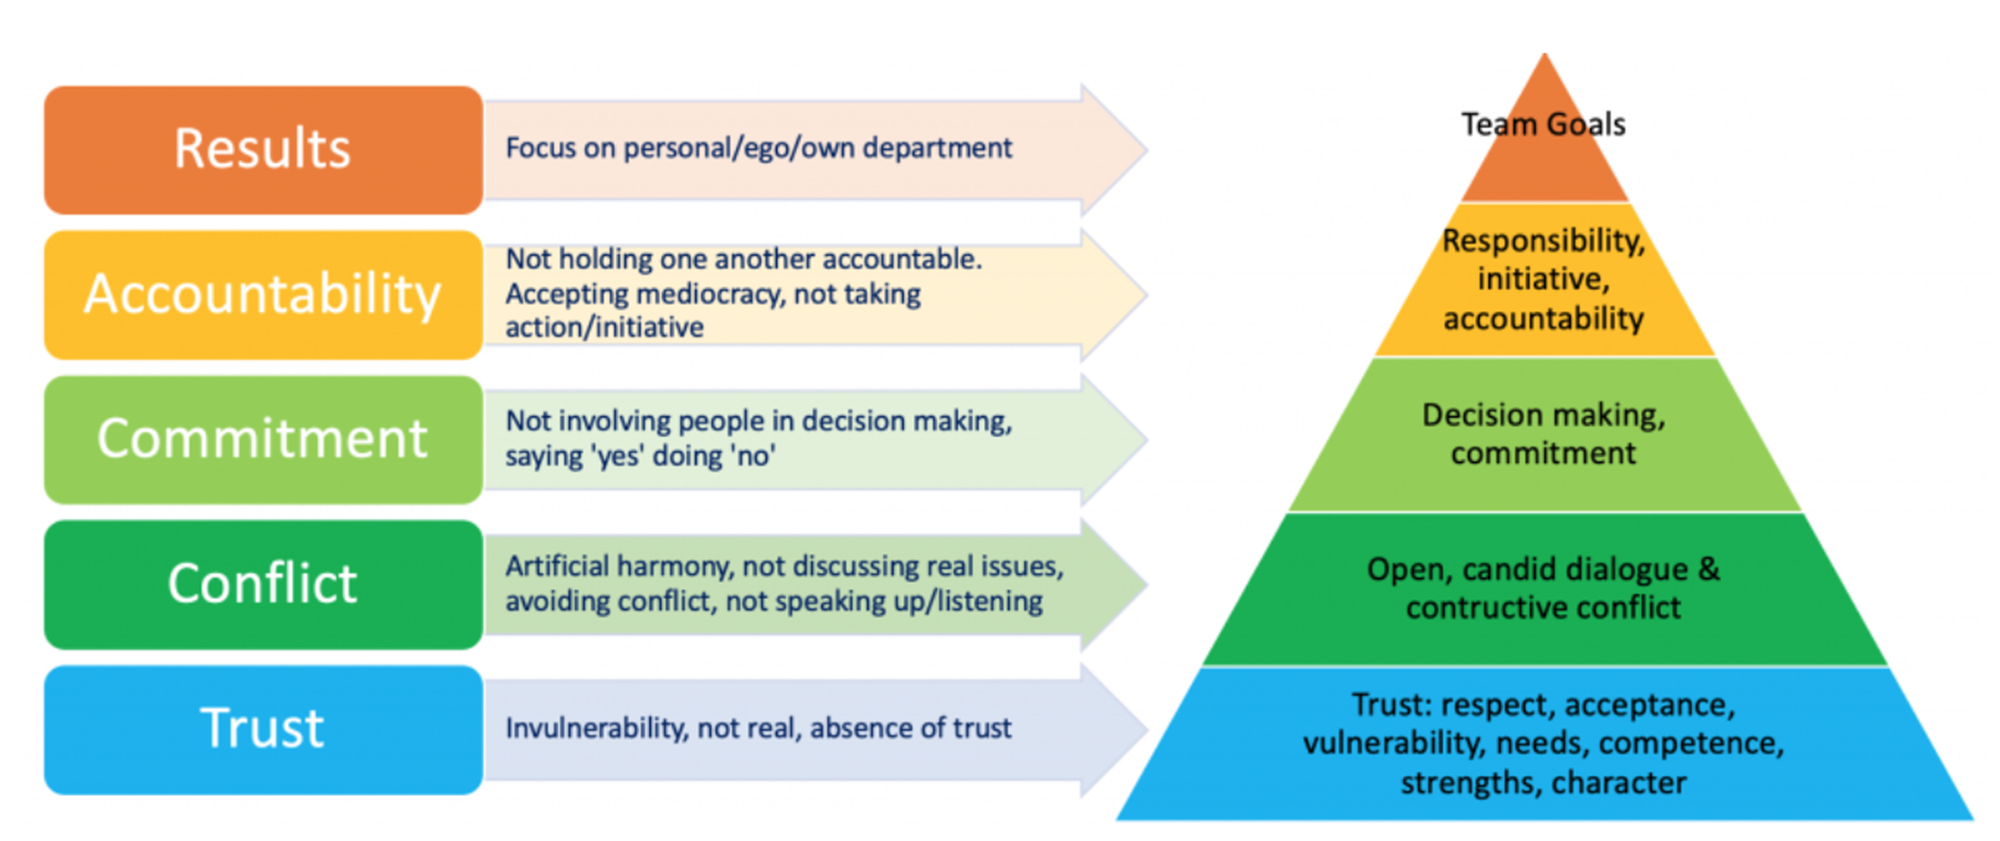 Results
Focus on personal/ego/own department
Team Goals
Accountability
Not holding one another accountable.
Accepting mediocracy, not taking
action/initiative
Responsibility,
initiative,
accountability
Commitment
Not involving people in decision making,
saying 'yes' doing 'no'
Decision making,
commitment
Conflict
Artificial harmony, not discussing real issues,
avoiding conflict, not speaking up/listening
Open, candid dialogue &
contructive conflict
Trust
Invulnerability, not real, absence of trust
Trust: respect, acceptance,
vulnerability, needs, competence,
strengths, character